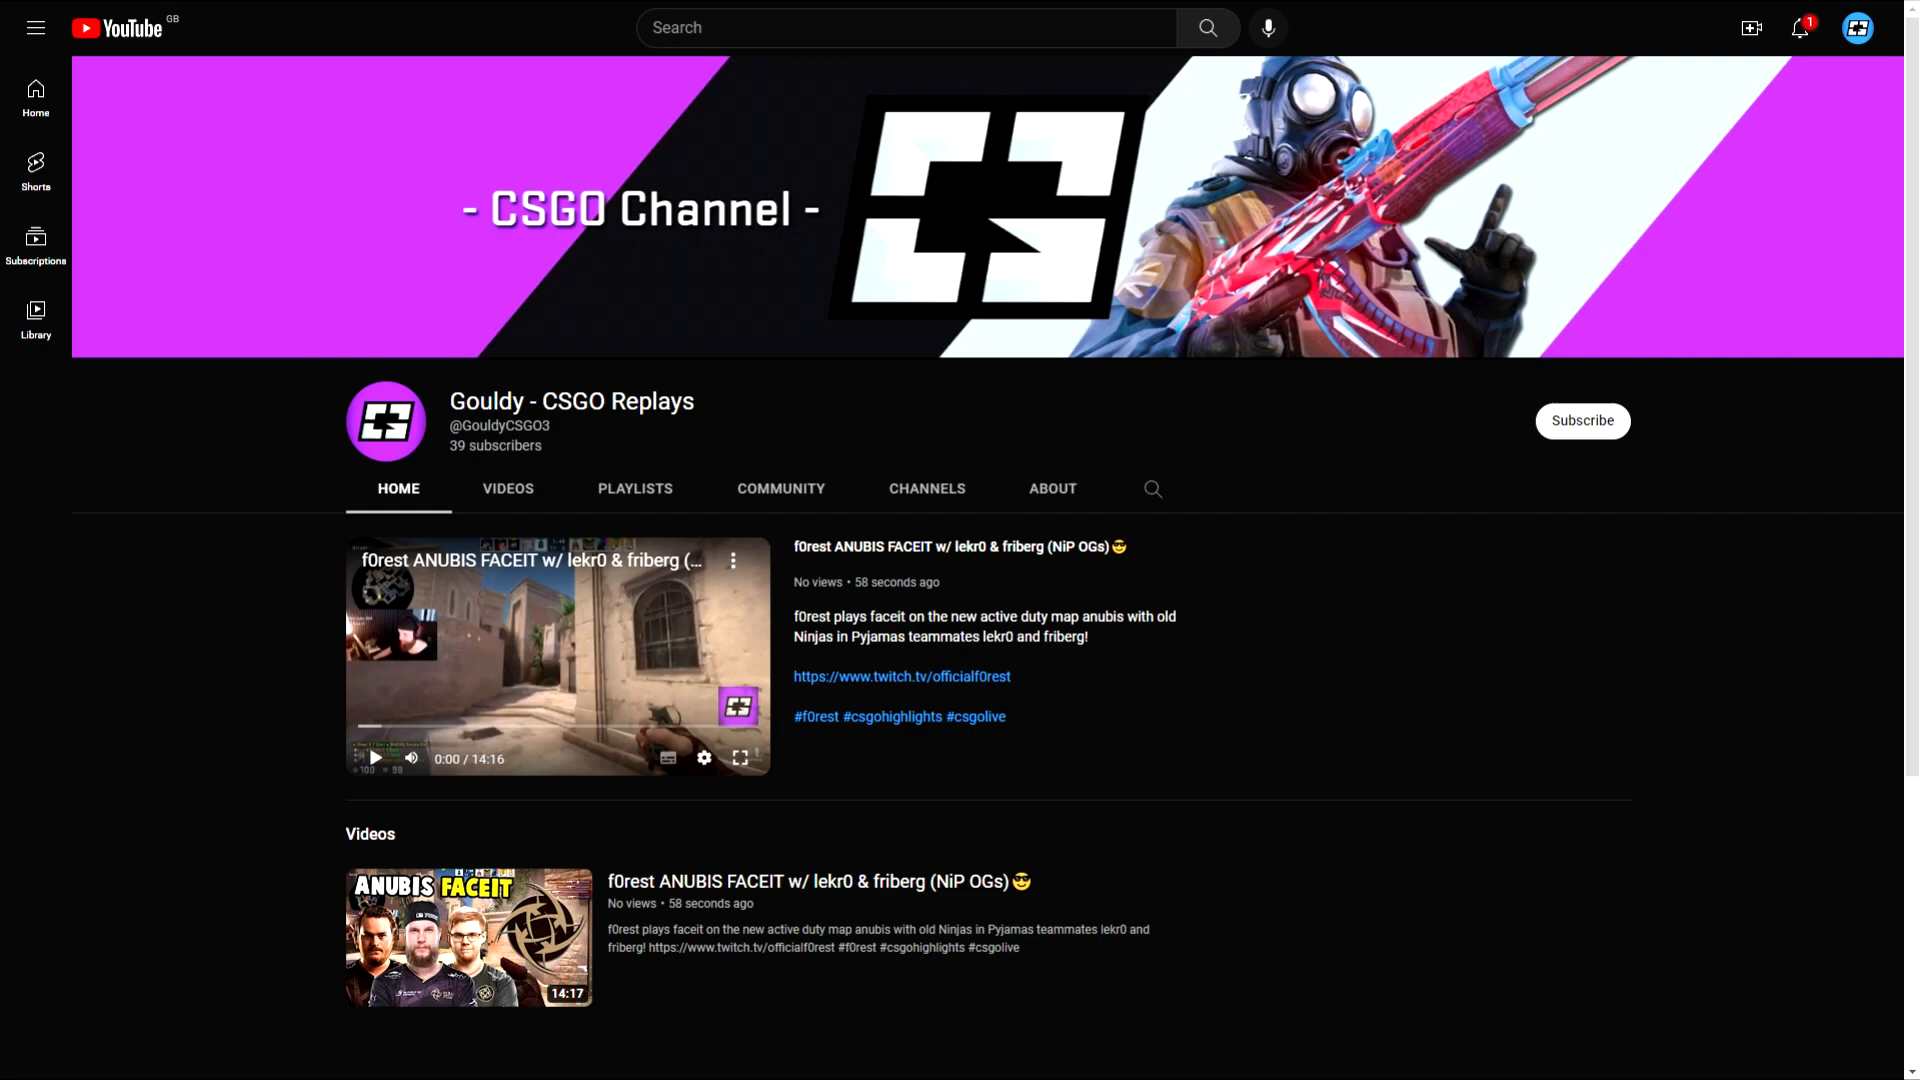 YouTube GB
Search
1
Home
Shorts
Subscriptions
Library
- CSGO Channel -
Gouldy - CSGO Replays
@GouldyCSGO3
39 subscribers
Subscribe
HOME VIDEOS PLAYLISTS COMMUNITY CHANNELS ABOUT
f0rest ANUBIS FACEIT w/ lekr0 & friberg (...
0:00 / 14:16
100 98
f0rest ANUBIS FACEIT w/ lekr0 & friberg (NiP OGs)😎
No views • 58 seconds ago
f0rest plays faceit on the new active duty map anubis with old
Ninjas in Pyjamas teammates lekr0 and friberg!
https://www.twitch.tv/officialf0rest
#f0rest #csgohighlights #csgolive
Videos
ANUBIS FACEIT
14:17
f0rest ANUBIS FACEIT w/ lekr0 & friberg (NiP OGs)😎
No views • 58 seconds ago
f0rest plays faceit on the new active duty map anubis with old Ninjas in Pyjamas teammates lekr0 and
friberg! https://www.twitch.tv/officialf0rest #f0rest #csgohighlights #csgolive